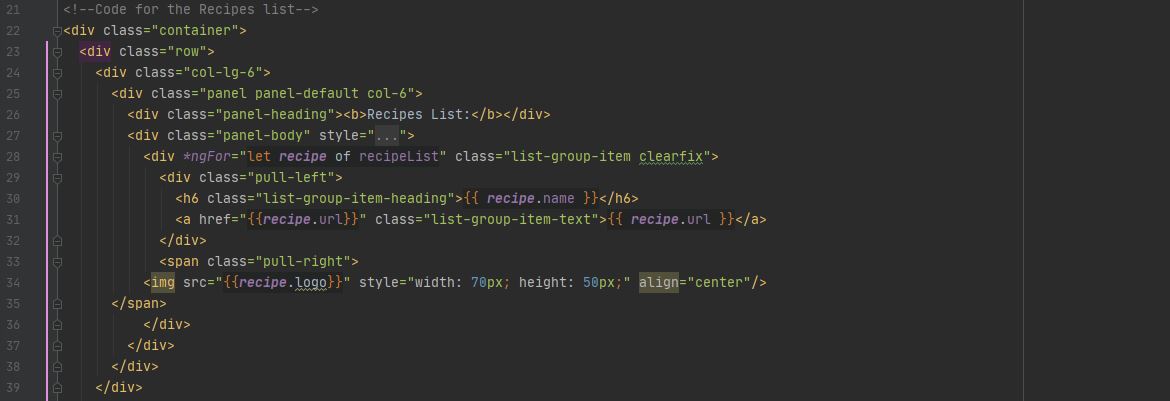 21 <!--Code for the Recipes list-->
22 <div class="container">
23 <div class="row">
24 <div class="col-lg-6">
25 <div class="panel panel-default col-6">
26 <div class="panel-heading"><b>Recipes List:</b></div>
27 <div class="panel-body" style="...">
28 <div *ngFor="let recipe of recipeList" class="list-group-item clearfix">
29 <div class="pull-left">
30 <h6 class="list-group-item-heading">{{ recipe.name }}</h6>
31 <a href="{{recipe.url}}" class="list-group-item-text">{{ recipe.url }}</a>
32 </div>
33 <span class="pull-right">
34 <img src="{{recipe.logo}}" style="width: 70px; height: 50px;" align="center"/>
35 </span>
36 </div>
37 </div>
38 </div>
39 </div>